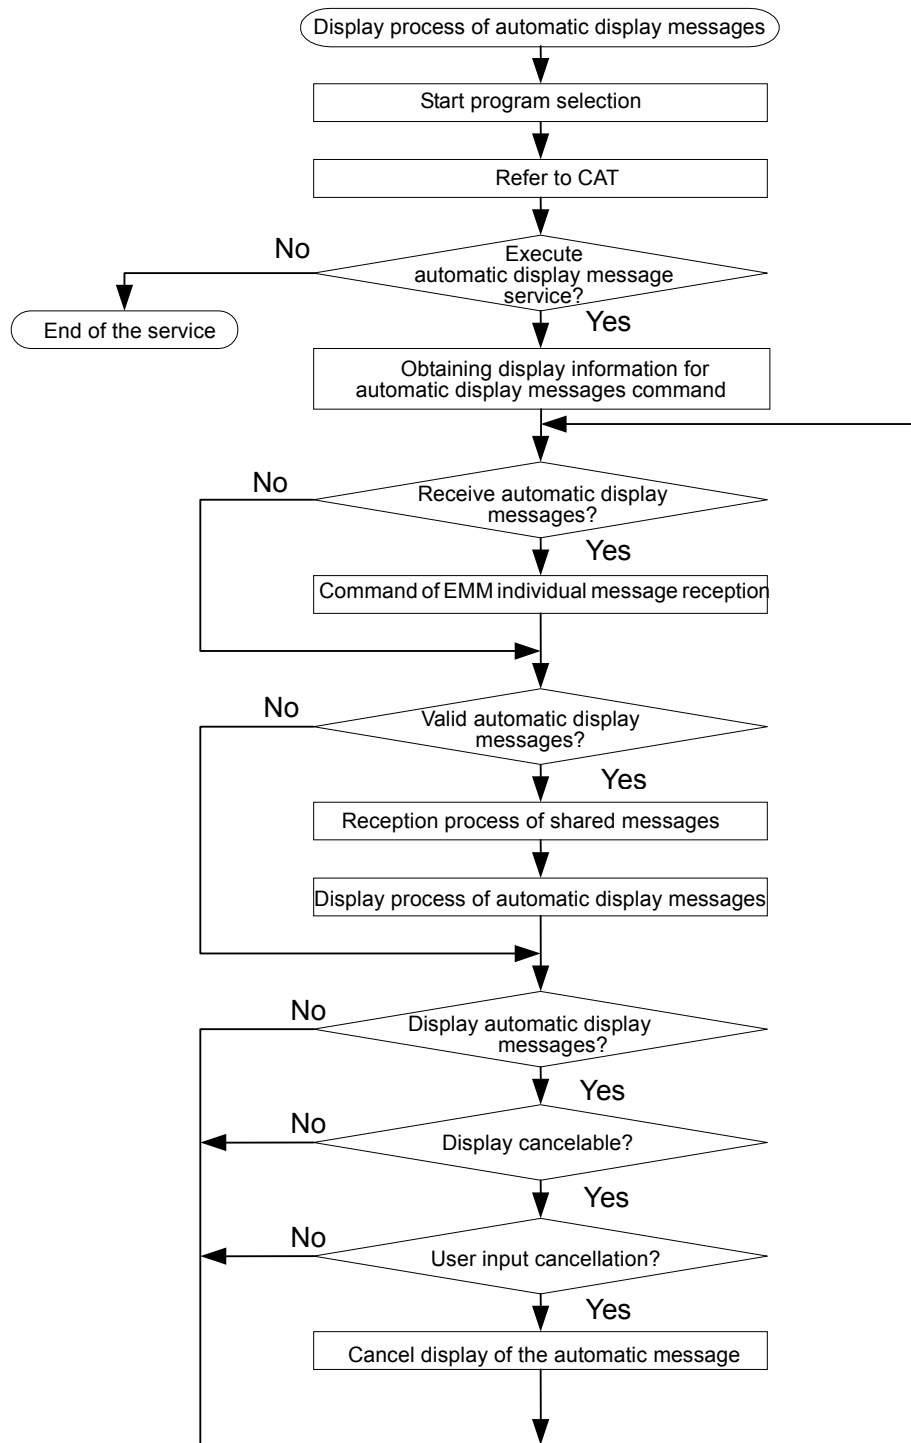 Display process of automatic display messages
Start program selection
Refer to CAT
No
Execute
automatic display message
service?
Yes
End of the service
Obtaining display information for
automatic display messages command
No
Receive automatic display
messages?
Yes
Command of EMM individual message reception
No
Valid automatic display
messages?
Yes
Reception process of shared messages
Display process of automatic display messages
No
Display automatic display
messages?
Yes
No
Display cancelable?
Yes
No
User input cancellation?
Yes
Cancel display of the automatic message